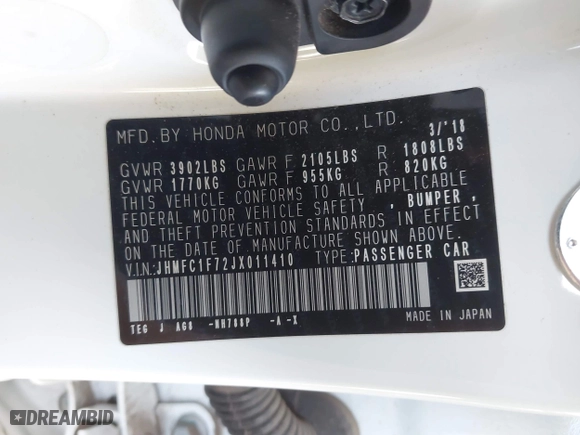 MFD.BY HONDA MOTOR CO.,LTD. 3/'18
GVWR 3902LBS GAWR F 2105LBS R 1808LBS
GVWR 1770KG GAWR F 955KG R 820KG
THIS VEHICLE CONFORMS TO ALL APPLICABLE
FEDERAL MOTOR VEHICLE SAFETY , BUMPER ,
AND THEFT PREVENTION STANDARDS IN EFFECT
ON THE DATE OF MANUFACTURE SHOWN ABOVE.
V.I.N:JHMFC1F72JX011410 TYPE:PASSENGER CAR
TEG J AG8 -NH788P -A -X
MADE IN JAPAN
DREAMBID